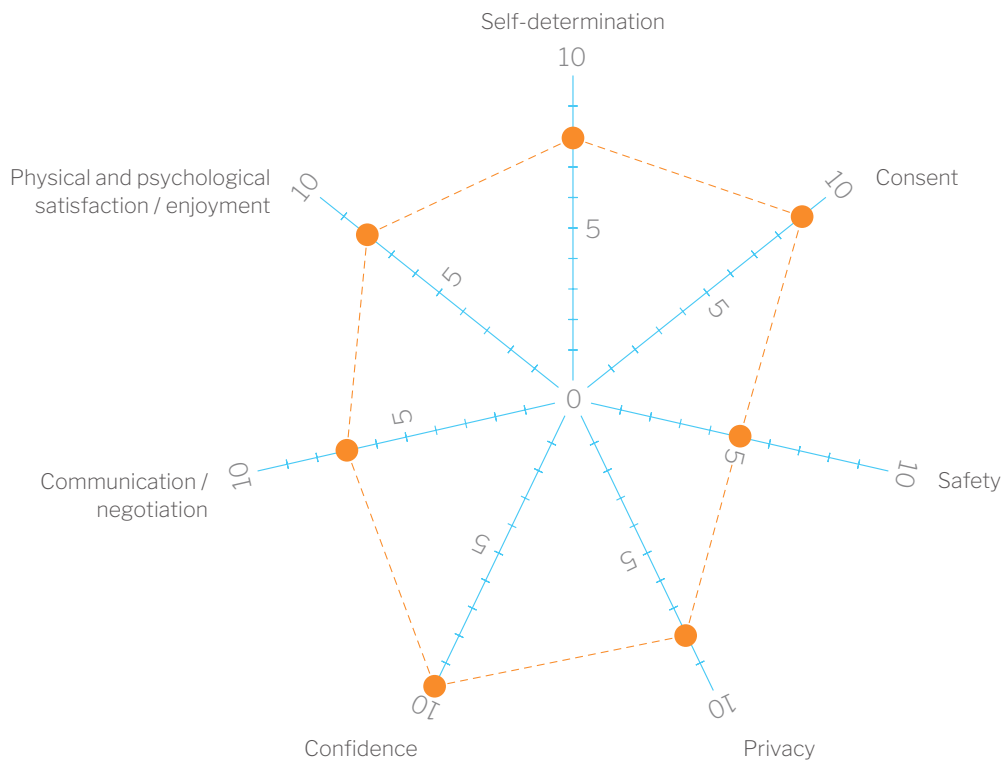 Self-determination
10
Physical and psychological
satisfaction / enjoyment
10
10
Consent
5
5
5
0
5
5
10
Safety
10
Communication /
negotiation
5
5
10
10
Confidence
Privacy